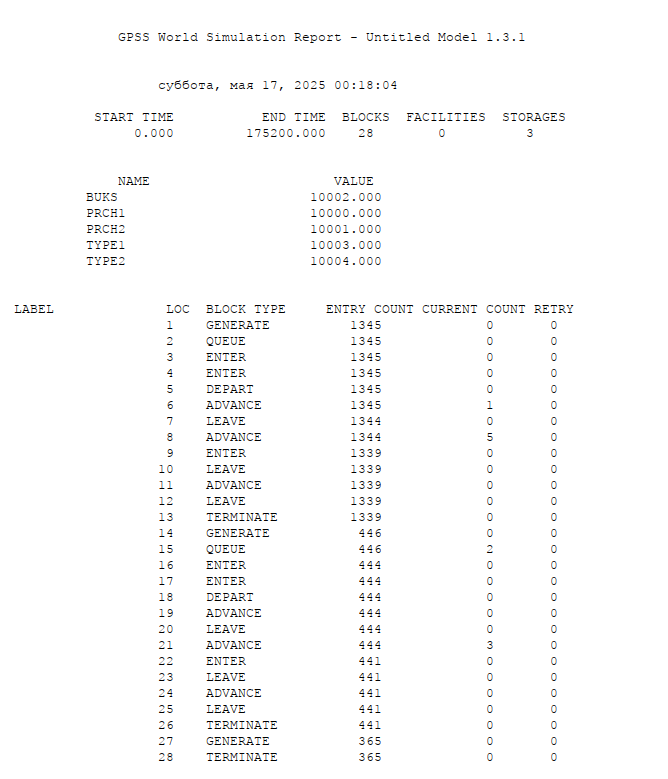 GPSS World Simulation Report - Untitled Model 1.3.1
суббота, мая 17, 2025 00:18:04
START TIME END TIME BLOCKS FACILITIES STORAGES
0.000 175200.000 28 0 3
NAME VALUE
BUKS 10002.000
PRCH1 10000.000
PRCH2 10001.000
TYPE1 10003.000
TYPE2 10004.000
LABEL LOC BLOCK TYPE ENTRY COUNT CURRENT COUNT RETRY
1 GENERATE 1345 0 0
2 QUEUE 1345 0 0
3 ENTER 1345 0 0
4 ENTER 1345 0 0
5 DEPART 1345 0 0
6 ADVANCE 1345 1 0
7 LEAVE 1344 0 0
8 ADVANCE 1344 5 0
9 ENTER 1339 0 0
10 LEAVE 1339 0 0
11 ADVANCE 1339 0 0
12 LEAVE 1339 0 0
13 TERMINATE 1339 0 0
14 GENERATE 446 0 0
15 QUEUE 446 2 0
16 ENTER 444 0 0
17 ENTER 444 0 0
18 DEPART 444 0 0
19 ADVANCE 444 0 0
20 LEAVE 444 0 0
21 ADVANCE 444 3 0
22 ENTER 441 0 0
23 LEAVE 441 0 0
24 ADVANCE 441 0 0
25 LEAVE 441 0 0
26 TERMINATE 441 0 0
27 GENERATE 365 0 0
28 TERMINATE 365 0 0